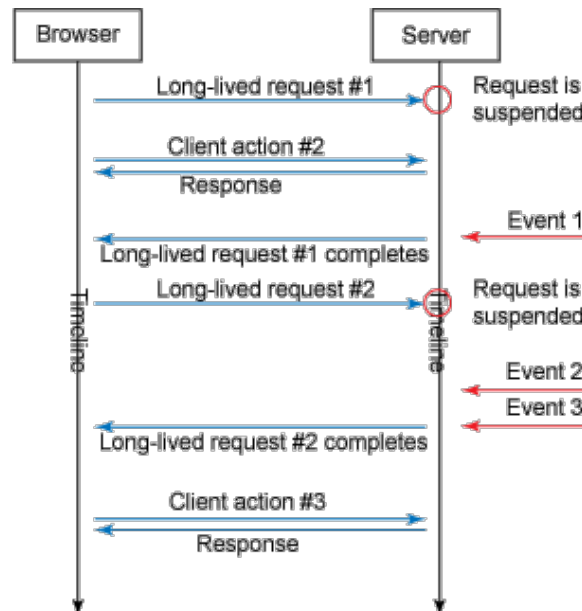 Browser
Server
Long-lived request #1
Request is
suspended
Client action #2
Response
Event 1
Long-lived request #1 completes
Long-lived request #2
Request is
suspended
Timeline
Timeline
Event 2
Event 3
Long-lived request #2 completes
Client action #3
Response